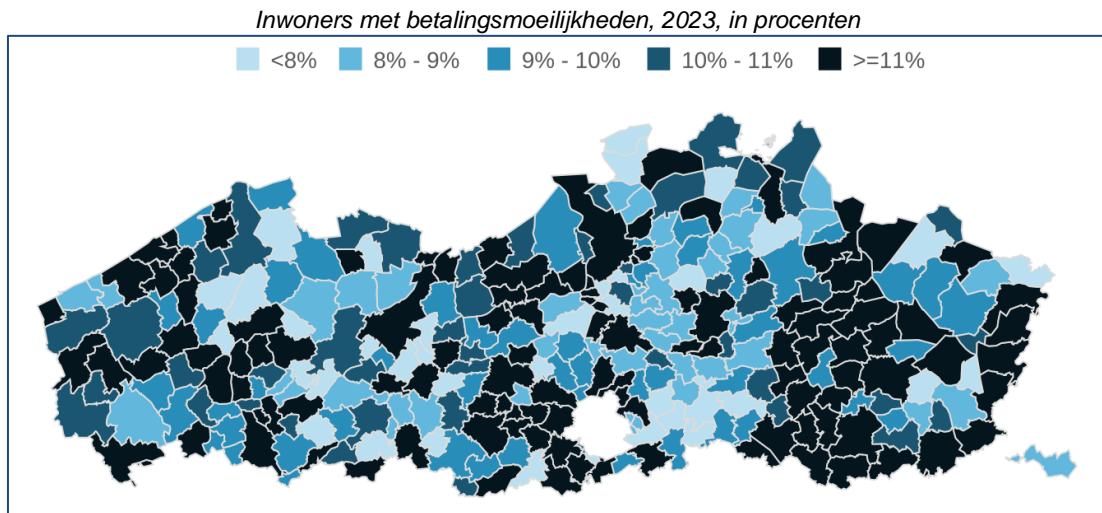 Inwoners met betalingsmoeilijkheden, 2023, in procenten
<8% 8% - 9% 9% - 10% 10% - 11% >=11%